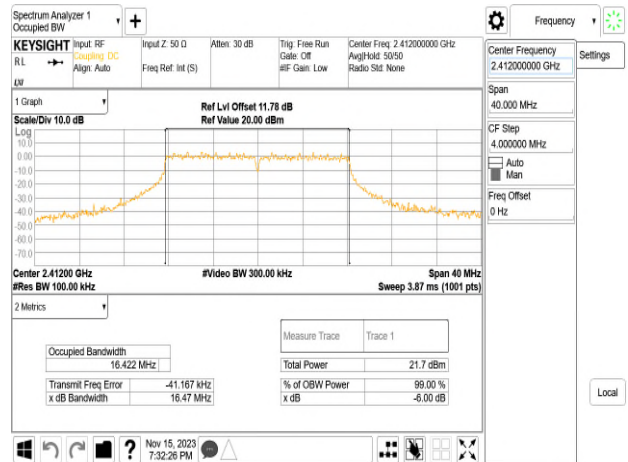 Spectrum Analyzer 1
Occupied BW
Frequency
KEYSIGHT
Input: RF
Coupling: DC
Align: Auto
RL
Input Z: 50 Ω
Freq Ref: Int (S)
Atten: 30 dB
Trig: Free Run
Gate: Off
#IF Gain: Low
Center Freq: 2.412000000 GHz
Avg|Hold: 50/50
Radio Std: None
Center Frequency
2.412000000 GHz
Settings
Span
40.000 MHz
CF Step
4.000000 MHz
Auto
Man
Freq Offset
0 Hz
Local
1 Graph
Scale/Div 10.0 dB
Ref Lvl Offset 11.78 dB
Ref Value 20.00 dBm
Log
10.0
0.00
-10.0
-20.0
-30.0
-40.0
-50.0
-60.0
-70.0
Center 2.41200 GHz
#Res BW 100.00 kHz
#Video BW 300.00 kHz
Span 40 MHz
Sweep 3.87 ms (1001 pts)
2 Metrics
Measure Trace
Trace 1
Occupied Bandwidth
16.422 MHz
Total Power
21.7 dBm
Transmit Freq Error
-41.167 kHz
% of OBW Power
99.00 %
x dB Bandwidth
16.47 MHz
x dB
-6.00 dB
?
Nov 15, 2023
7:32:26 PM